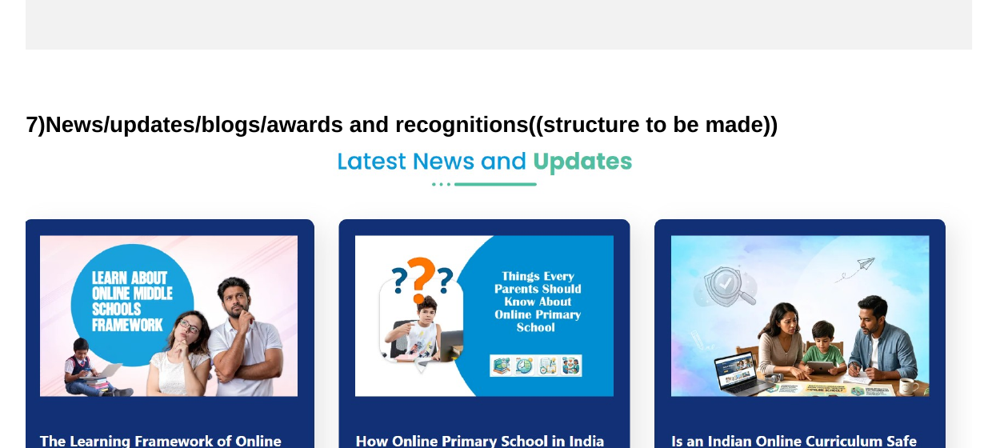 7)News/updates/blogs/awards and recognitions((structure to be made))
Latest News and Updates
LEARN ABOUT
ONLINE MIDDLE
SCHOOLS
FRAMEWORK
Things Every
Parents Should
Know About
Online Primary
School
The Learning Framework of Online
How Online Primary School in India
Is an Indian Online Curriculum Safe